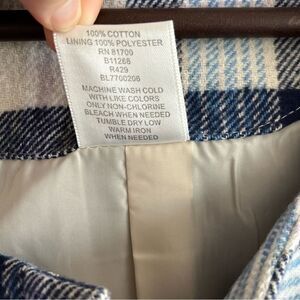 100% COTTON
LINING 100% POLYESTER
RN 81700
B11268
R429
BL7700206
MACHINE WASH COLD
WITH LIKE COLORS
ONLY NON-CHLORINE
BLEACH WHEN NEEDED
TUMBLE DRY LOW
WARM IRON
WHEN NEEDED